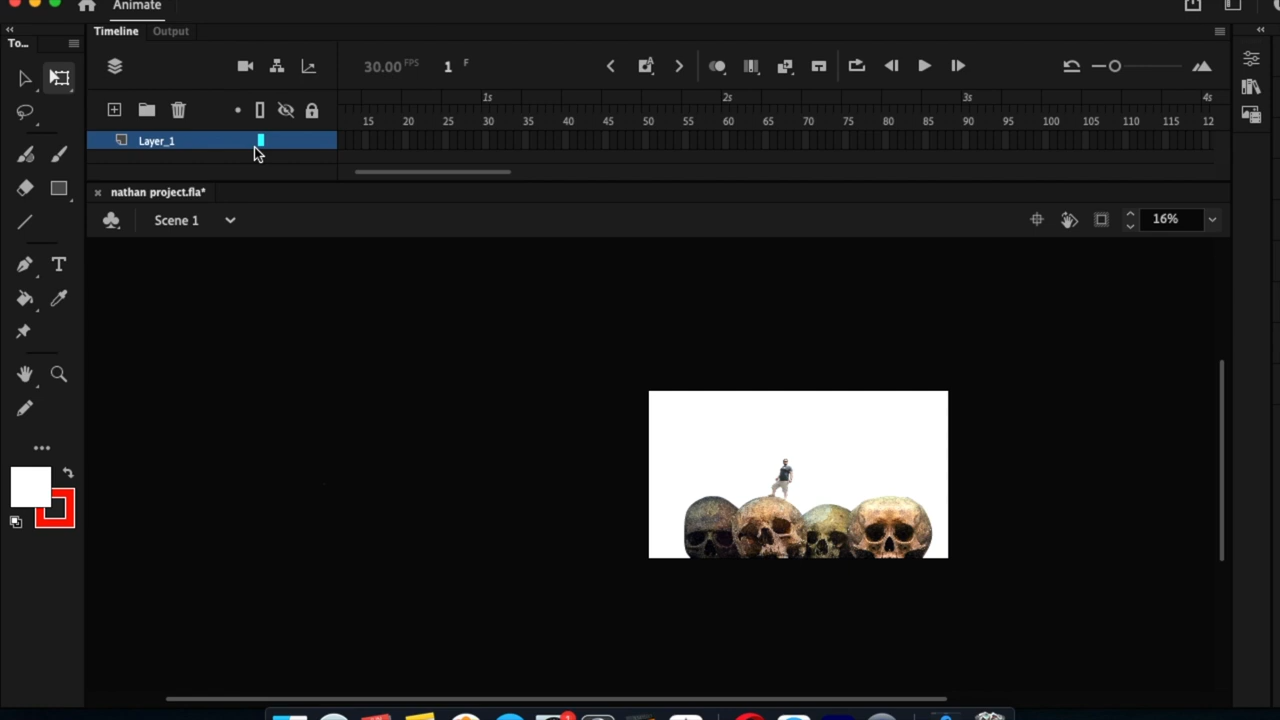 Animate
Timeline Output
To...
30.00 FPS 1 F
1s 2s 3s 4s
15 20 25 30 35 40 45 50 55 60 65 70 75 80 85 90 95 100 105 110 115 12
Layer_1
nathan project.fla*
Scene 1
16%
T
1